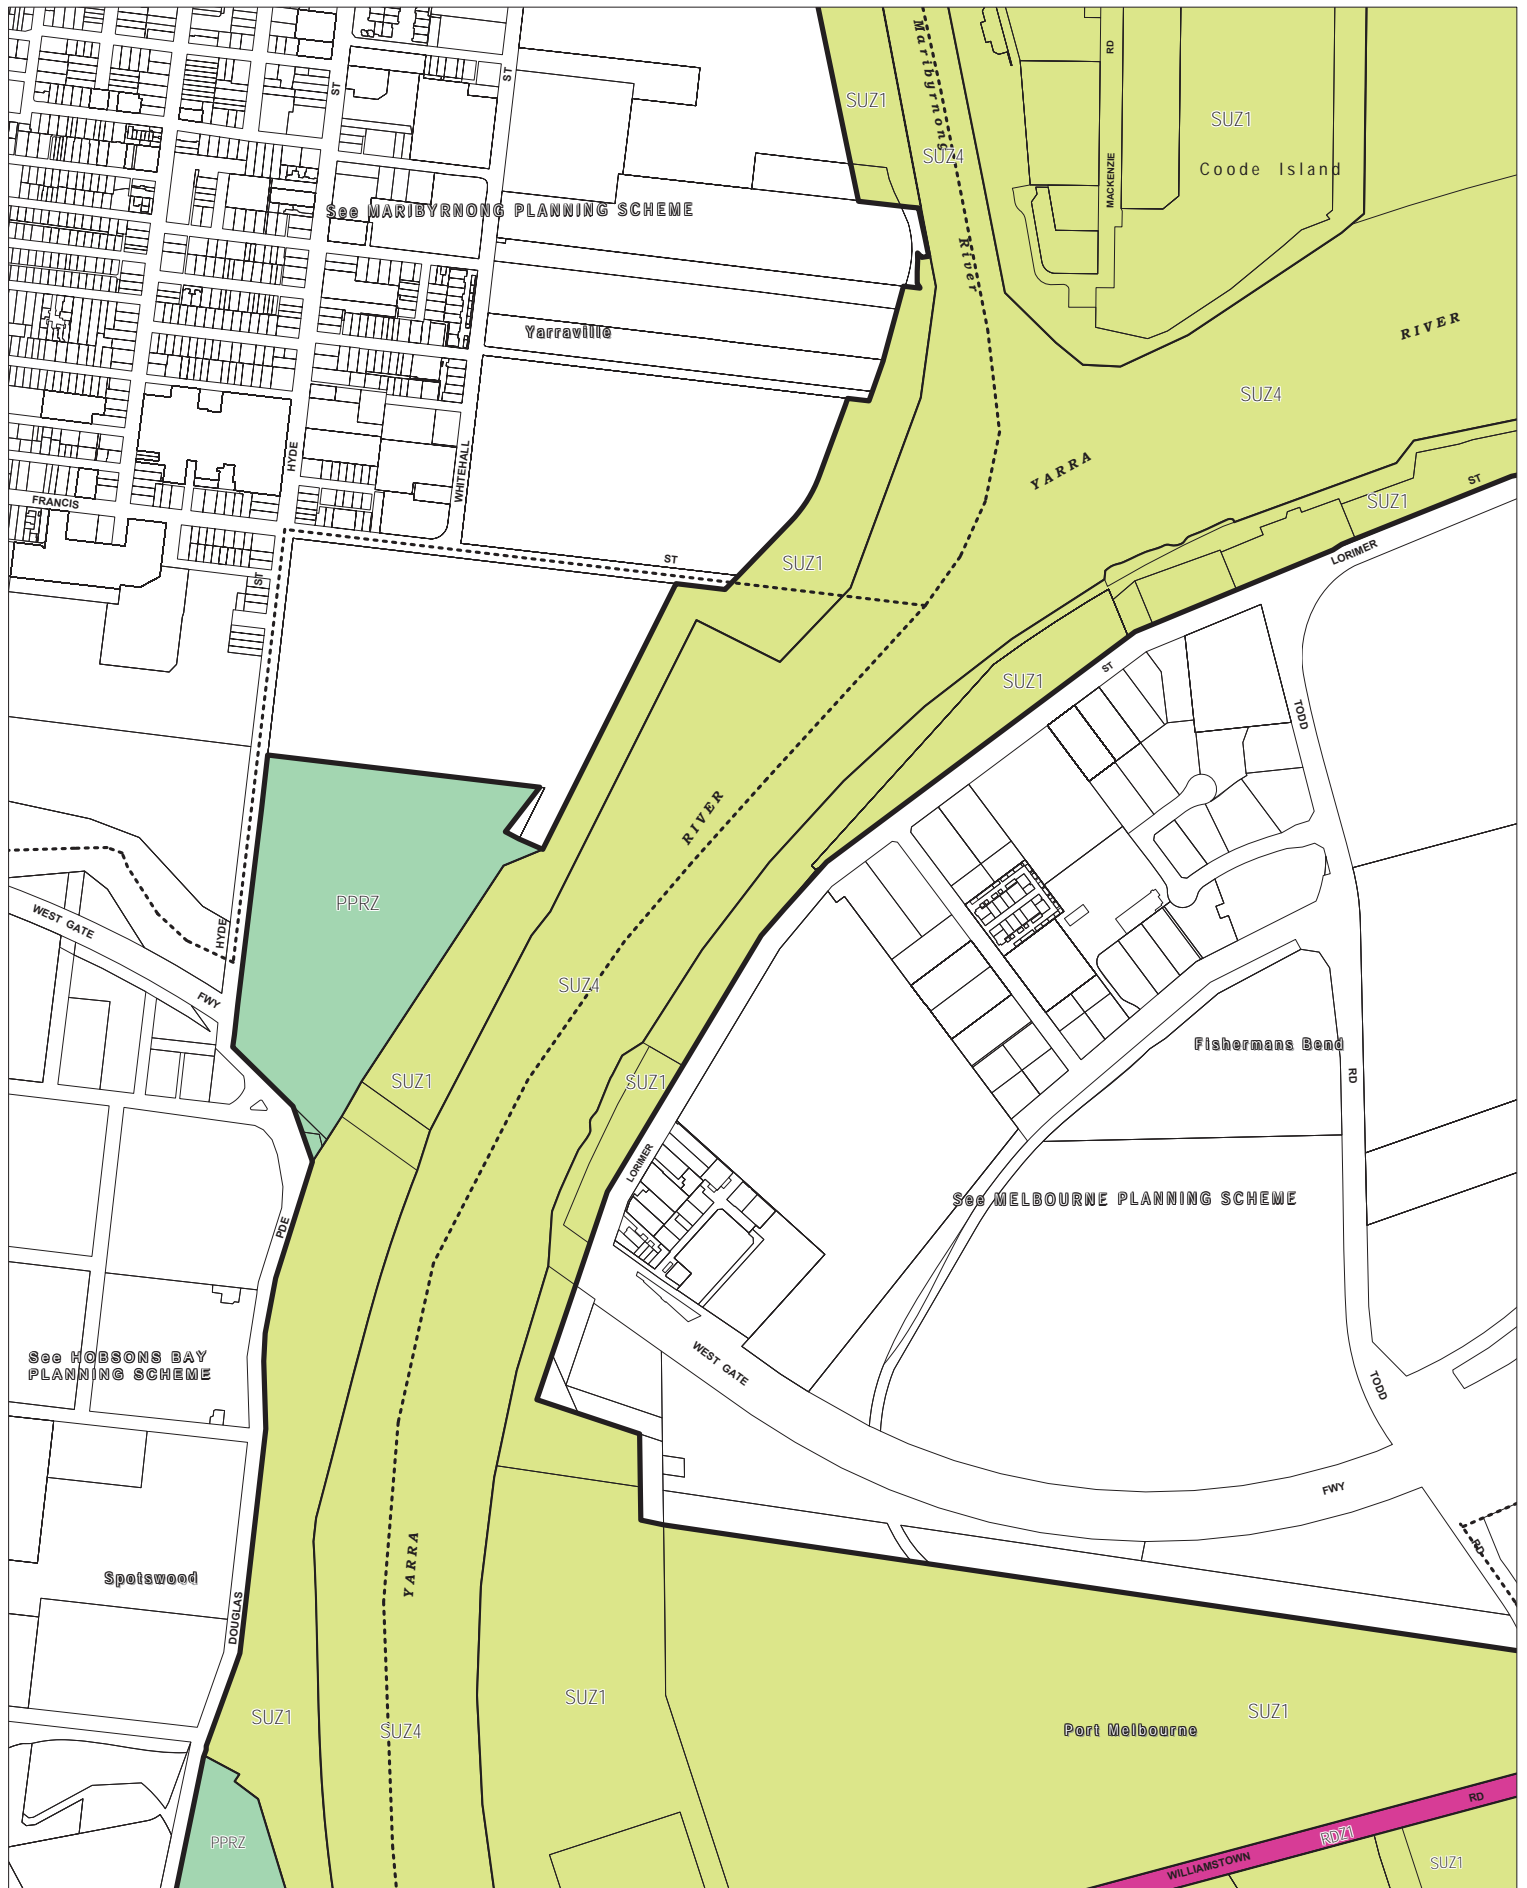 Maribyrnong
RD
ST
ST
SUZ1
SUZ1
SUZ4
Coode Island
MACKENZIE
See MARIBYRNONG PLANNING SCHEME
River
Yarraville
RIVER
SUZ4
HYDE
WHITEHALL
YARRA
FRANCIS
SUZ1
ST
LORIMER
ST
SUZ1
ST
ST
SUZ1
TODD
RIVER
PPRZ
WEST GATE
HYDE
SUZ4
FWY
Fishermans Bend
SUZ1
SUZ1
RD
LORIMER
See MELBOURNE PLANNING SCHEME
PDE
See HOBSONS BAY
PLANNING SCHEME
WEST GATE
TODD
FWY
RD
YARRA
Spotswood
DOUGLAS
SUZ1
SUZ1
SUZ1
SUZ4
Port Melbourne
RD
RDZ1
PPRZ
WILLIAMSTOWN
SUZ1